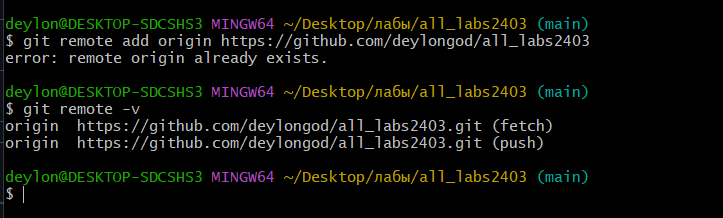 deylon@DESKTOP-SDCSHS3 MINGW64 ~/Desktop/лабы/all_labs2403 (main)
$ git remote add origin https://github.com/deylongod/all_labs2403
error: remote origin already exists.
deylon@DESKTOP-SDCSHS3 MINGW64 ~/Desktop/лабы/all_labs2403 (main)
$ git remote -v
origin  https://github.com/deylongod/all_labs2403.git (fetch)
origin  https://github.com/deylongod/all_labs2403.git (push)
deylon@DESKTOP-SDCSHS3 MINGW64 ~/Desktop/лабы/all_labs2403 (main)
$